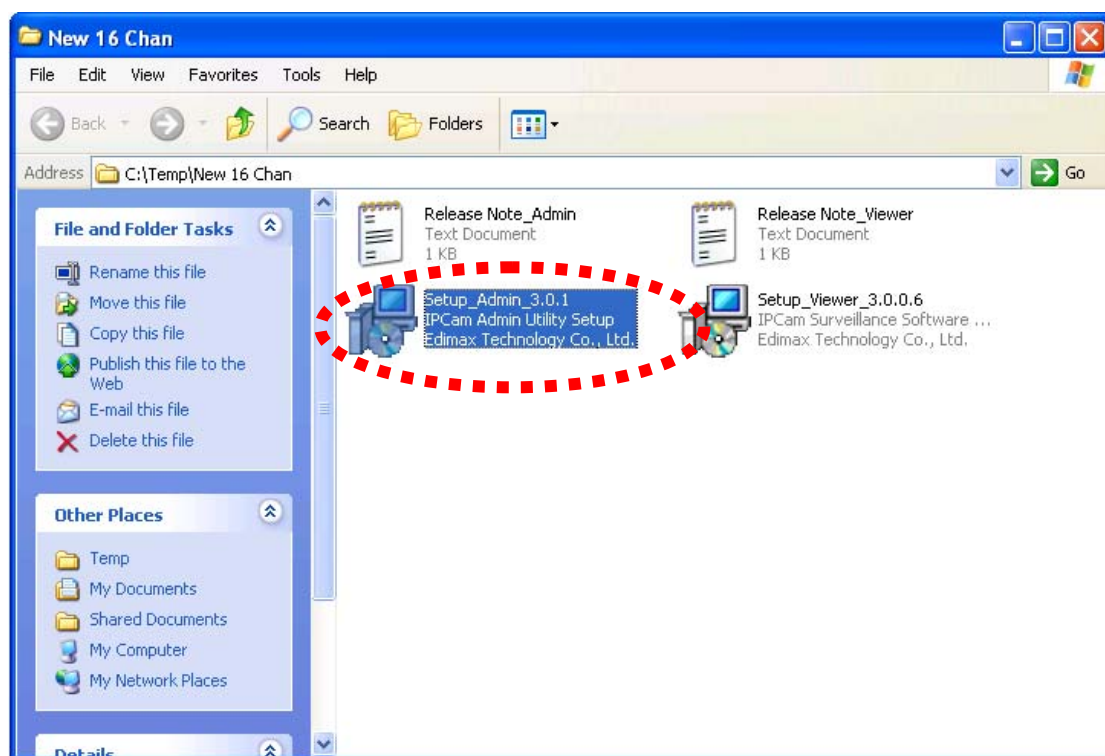 New 16 Chan
File Edit View Favorites Tools Help
Back Search Folders
Address C:\Temp\New 16 Chan Go
File and Folder Tasks
Rename this file
Move this file
Copy this file
Publish this file to the
Web
E-mail this file
Delete this file
Other Places
Temp
My Documents
Shared Documents
My Computer
My Network Places
Details
Release Note_Admin
Text Document
1 KB
Release Note_Viewer
Text Document
1 KB
Setup_Admin_3.0.1
IPCam Admin Utility Setup
Edimax Technology Co., Ltd.
Setup_Viewer_3.0.0.6
IPCam Surveillance Software ...
Edimax Technology Co., Ltd.